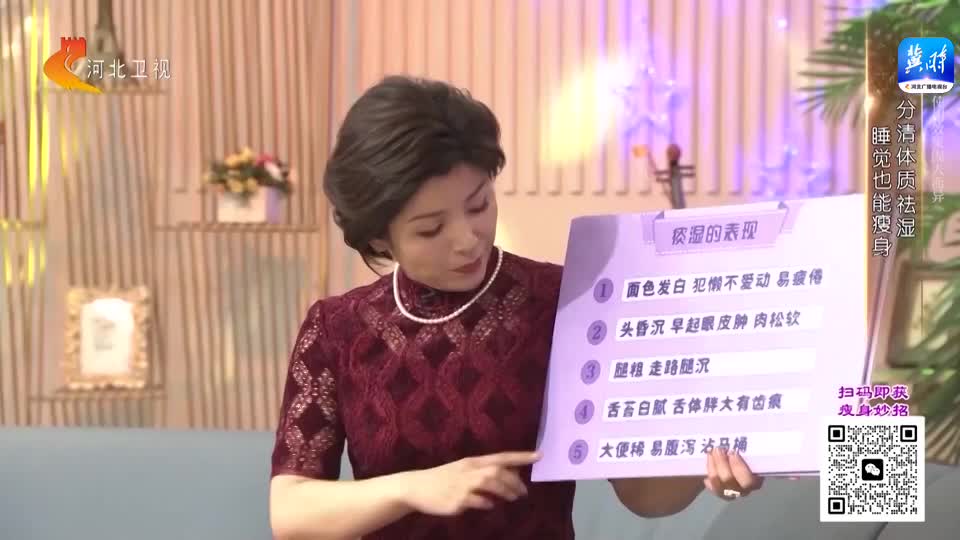 河北卫视
冀时
河北广播电视台
分清体质祛湿
睡觉也能瘦身
痰湿的表现
1 面色发白 犯懒不爱动 易疲倦
2 头昏沉 早起眼皮肿 肉松软
3 腿粗 走路腿沉
4 舌苔白腻 舌体胖大有齿痕
5 大便稀 易腹泻 沾马桶
扫码即获
瘦身妙招